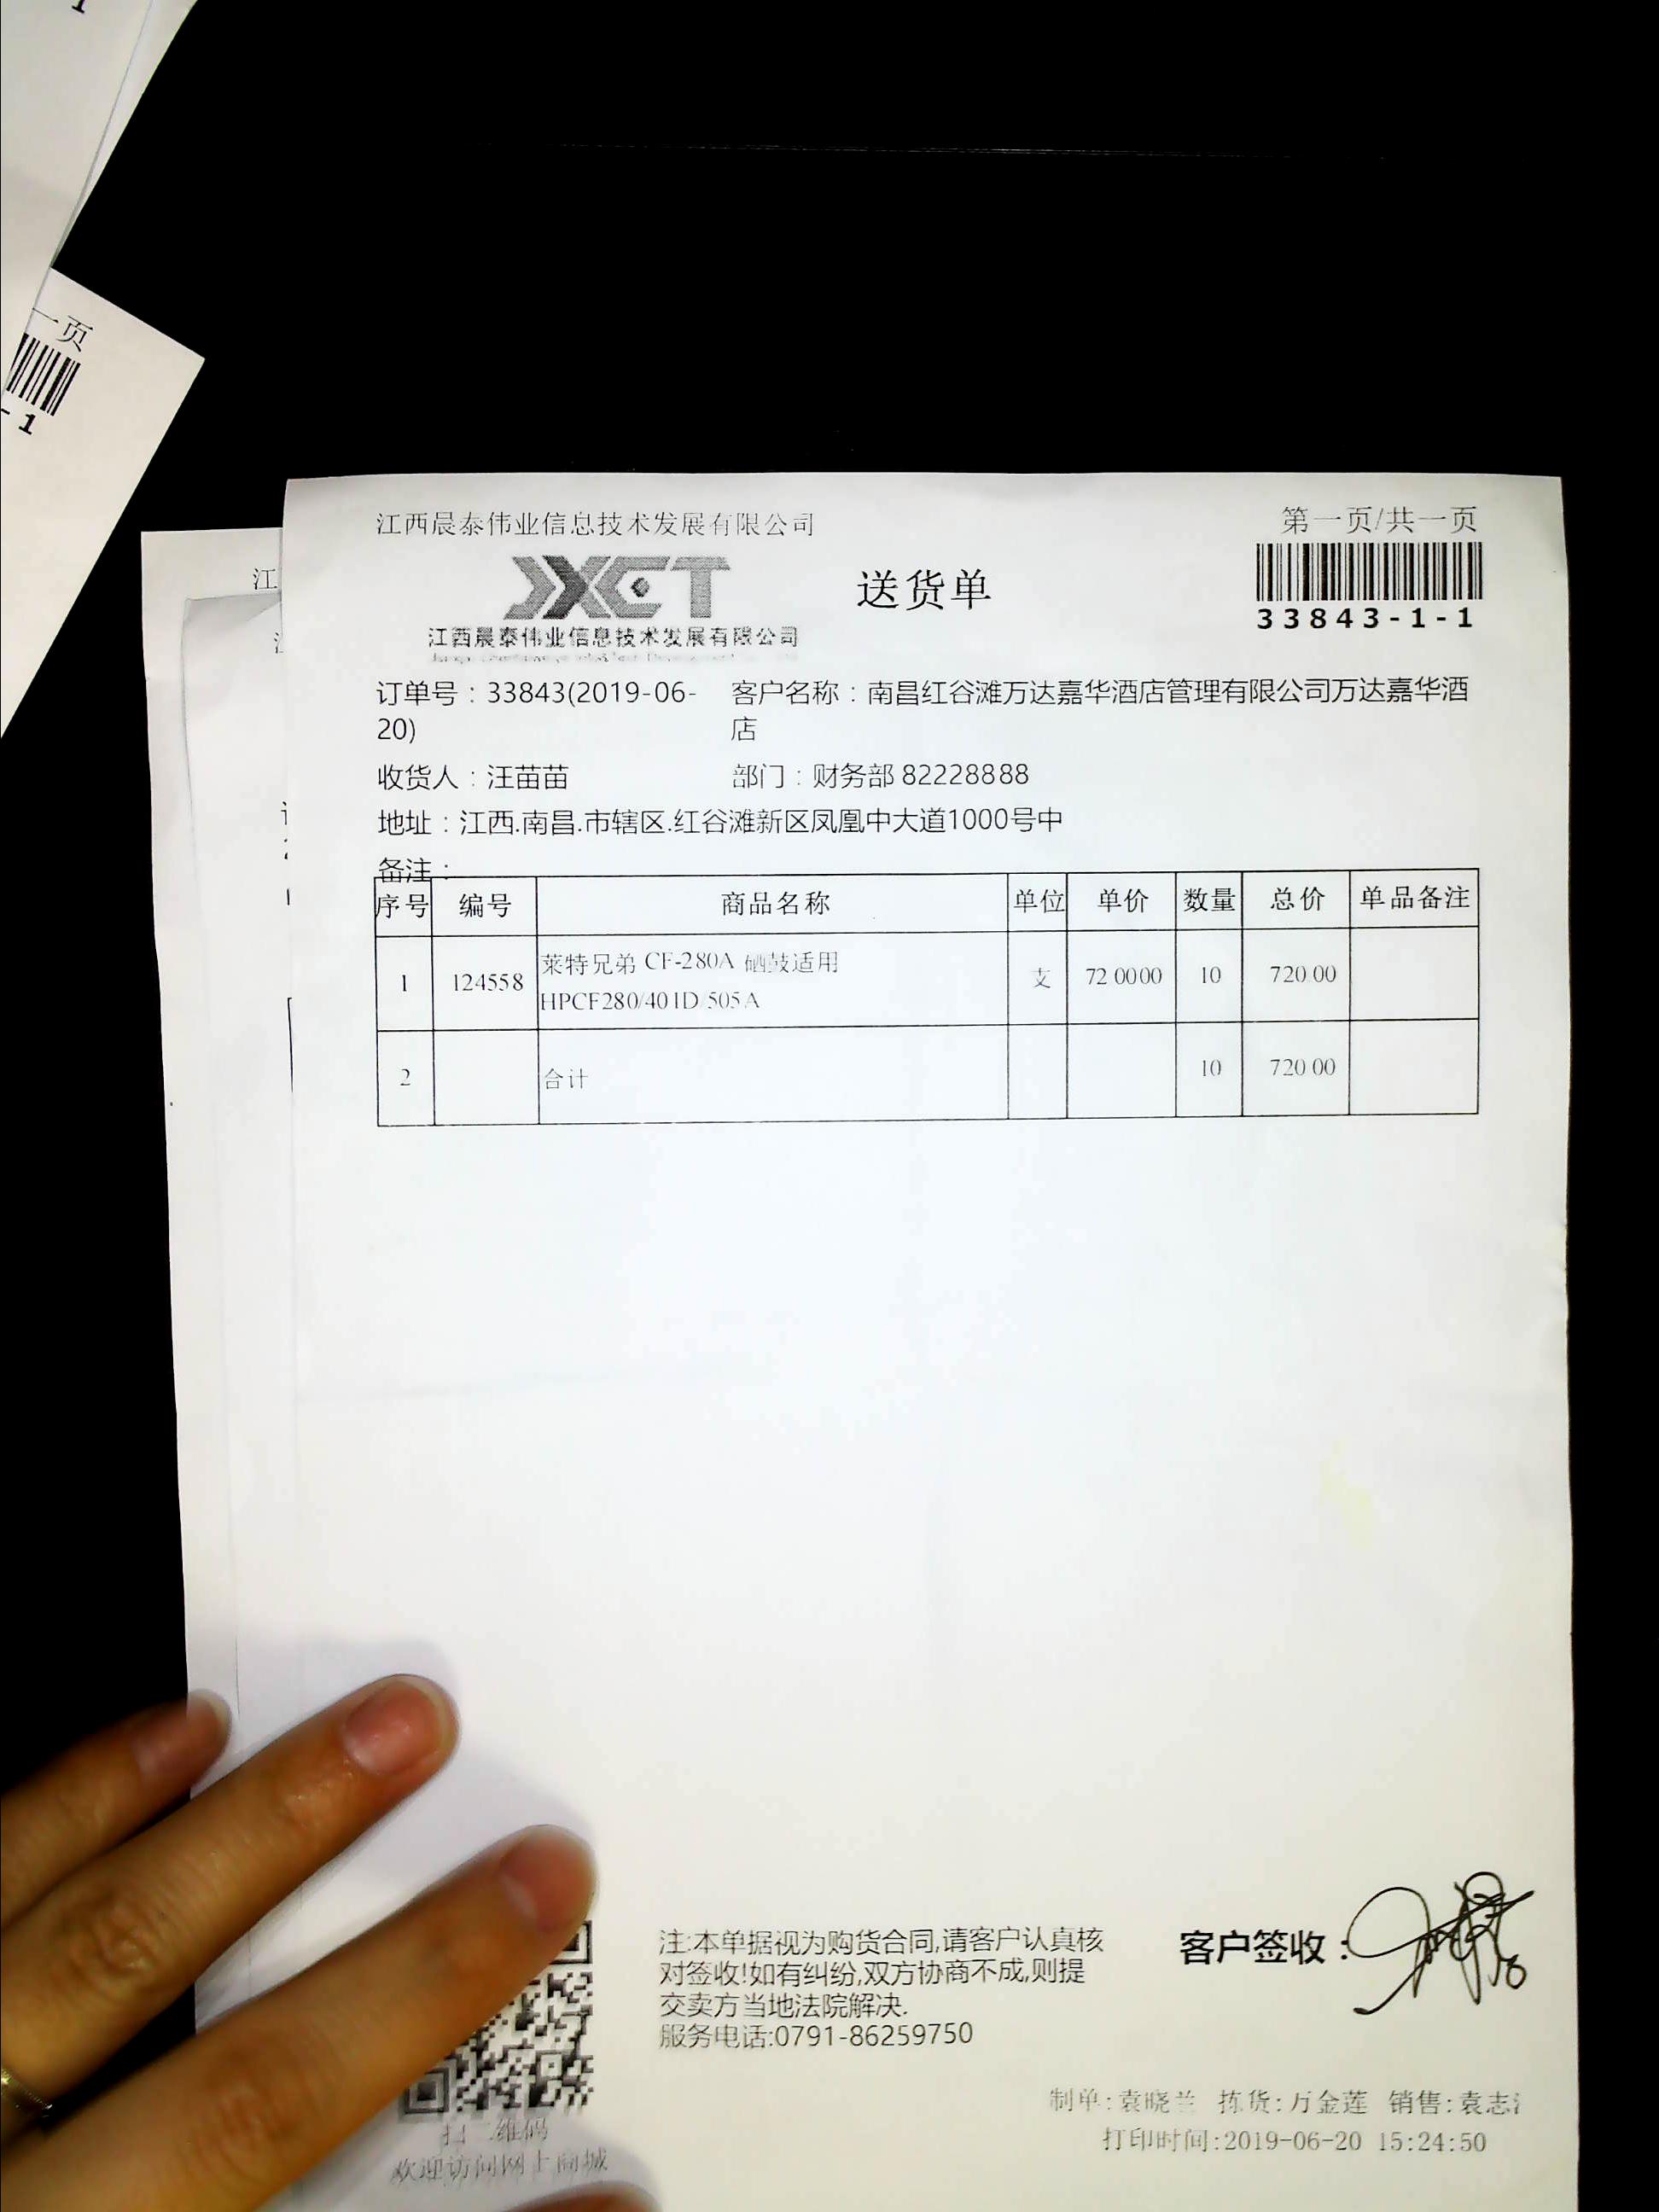 1
一页
-1
江
江西晨泰伟业信息技术发展有限公司
第一页/共一页
JXCT
送货单
33843-1-1
江西晨泰伟业信息技术发展有限公司
订单号：33843(2019-06-
20)
客户名称：南昌红谷滩万达嘉华酒店管理有限公司万达嘉华酒
店
收货人：汪苗苗
部门：财务部 82228888
地址：江西.南昌.市辖区.红谷滩新区凤凰中大道1000号中
备注：
序号 编号 商品名称 单位 单价 数量 总价 单品备注
1 124558 莱特兄弟 CF-280A 硒鼓适用 支 72.0000 10 720.00
HPCF280/401D/505A
2 合计 10 720.00
注:本单据视为购货合同,请客户认真核
对签收!如有纠纷,双方协商不成,则提
交卖方当地法院解决.
服务电话:0791-86259750
客户签收：
扫二维码
欢迎访问网上商城
制单:袁晓兰 拣货:万金莲 销售:袁志
打印时间:2019-06-20 15:24:50